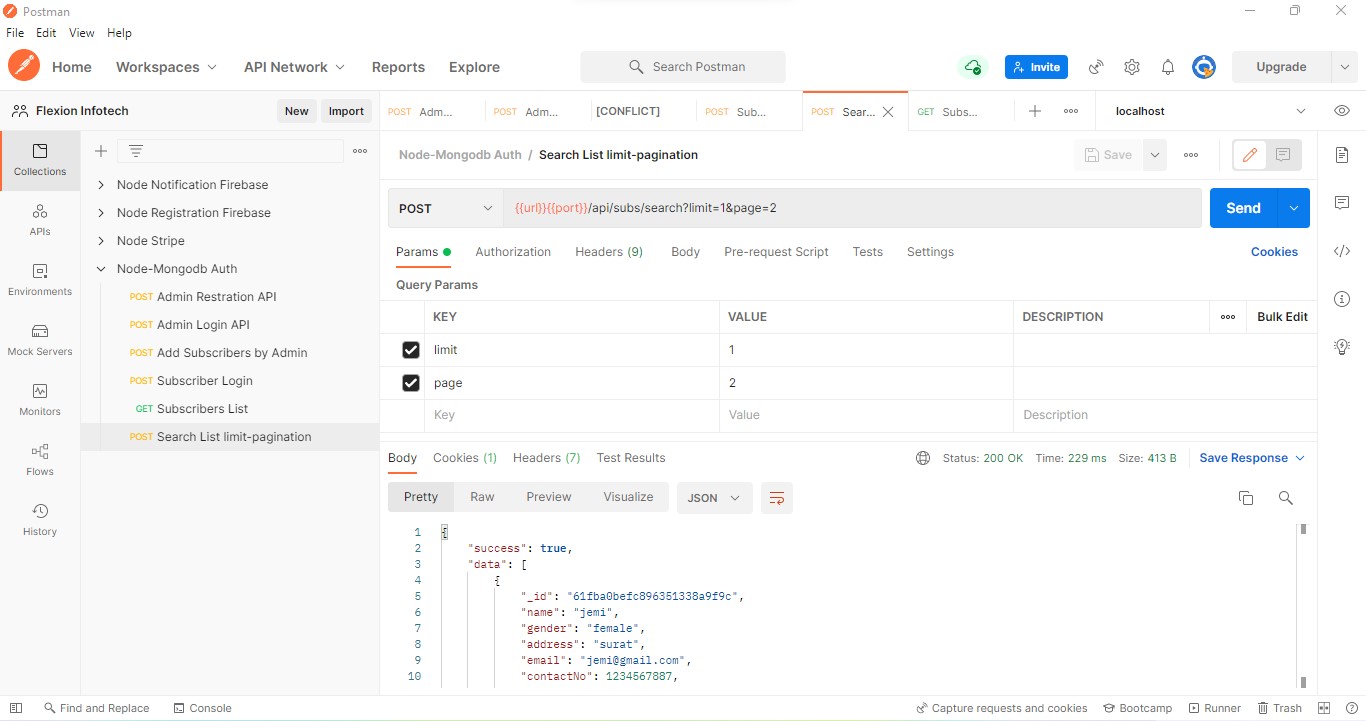 Postman
File Edit View Help
Home Workspaces API Network Reports Explore Search Postman Invite Upgrade
Flexion Infotech New Import POST Adm... POST Adm... [CONFLICT] POST Sub... POST Sear... GET Subs... localhost
Collections
APIs
Environments
Mock Servers
Monitors
Flows
History
Node Notification Firebase
Node Registration Firebase
Node Stripe
Node-Mongodb Auth
POST Admin Restration API
POST Admin Login API
POST Add Subscribers by Admin
POST Subscriber Login
GET Subscribers List
POST Search List limit-pagination
Node-Mongodb Auth / Search List limit-pagination Save
POST {{url}}{{port}}/api/subs/search?limit=1&page=2 Send
Params Authorization Headers (9) Body Pre-request Script Tests Settings Cookies
Query Params
KEY VALUE DESCRIPTION Bulk Edit
limit 1
page 2
Key Value Description
Body Cookies (1) Headers (7) Test Results Status: 200 OK Time: 229 ms Size: 413 B Save Response
Pretty Raw Preview Visualize JSON
1 {
2 "success": true,
3 "data": [
4 {
5 "_id": "61fba0befc896351338a9f9c",
6 "name": "jemi",
7 "gender": "female",
8 "address": "surat",
9 "email": "jemi@gmail.com",
10 "contactNo": 1234567887,
Find and Replace Console Capture requests and cookies Bootcamp Runner Trash